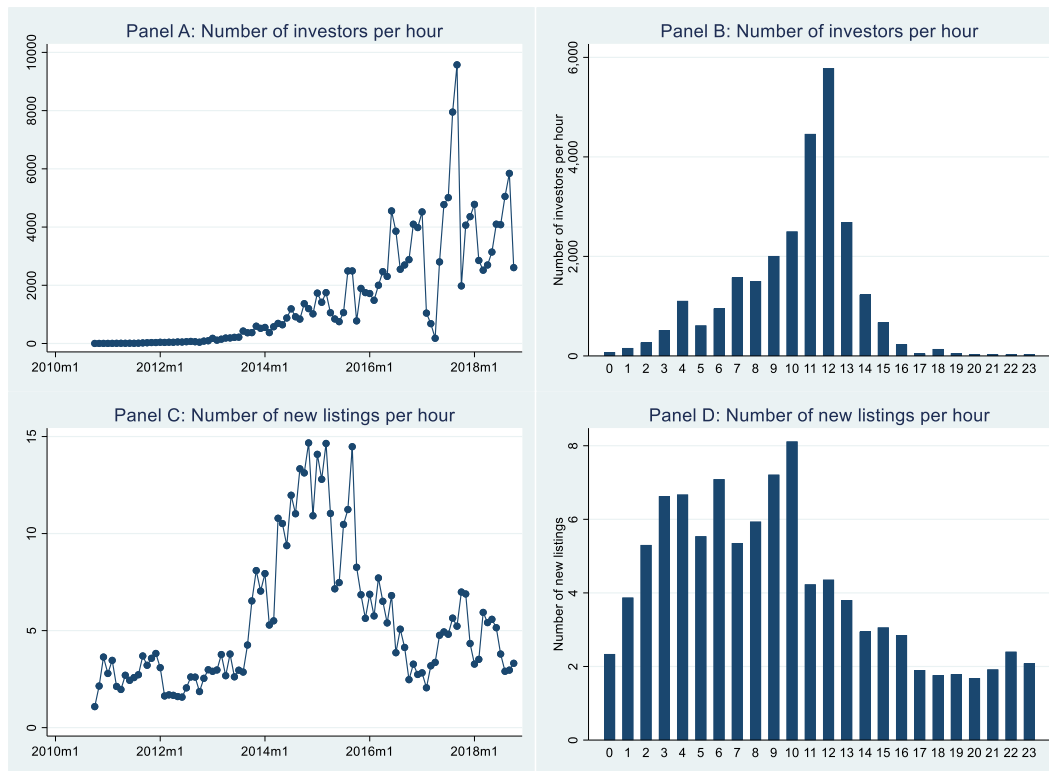 Panel A: Number of investors per hour
10000
8000
6000
4000
2000
0
2010m1 2012m1 2014m1 2016m1 2018m1
Panel B: Number of investors per hour
Number of investors per hour
6,000
4,000
2,000
0
0 1 2 3 4 5 6 7 8 9 10 11 12 13 14 15 16 17 18 19 20 21 22 23
Panel C: Number of new listings per hour
15
10
5
0
2010m1 2012m1 2014m1 2016m1 2018m1
Panel D: Number of new listings per hour
Number of new listings
8
6
4
2
0
0 1 2 3 4 5 6 7 8 9 10 11 12 13 14 15 16 17 18 19 20 21 22 23